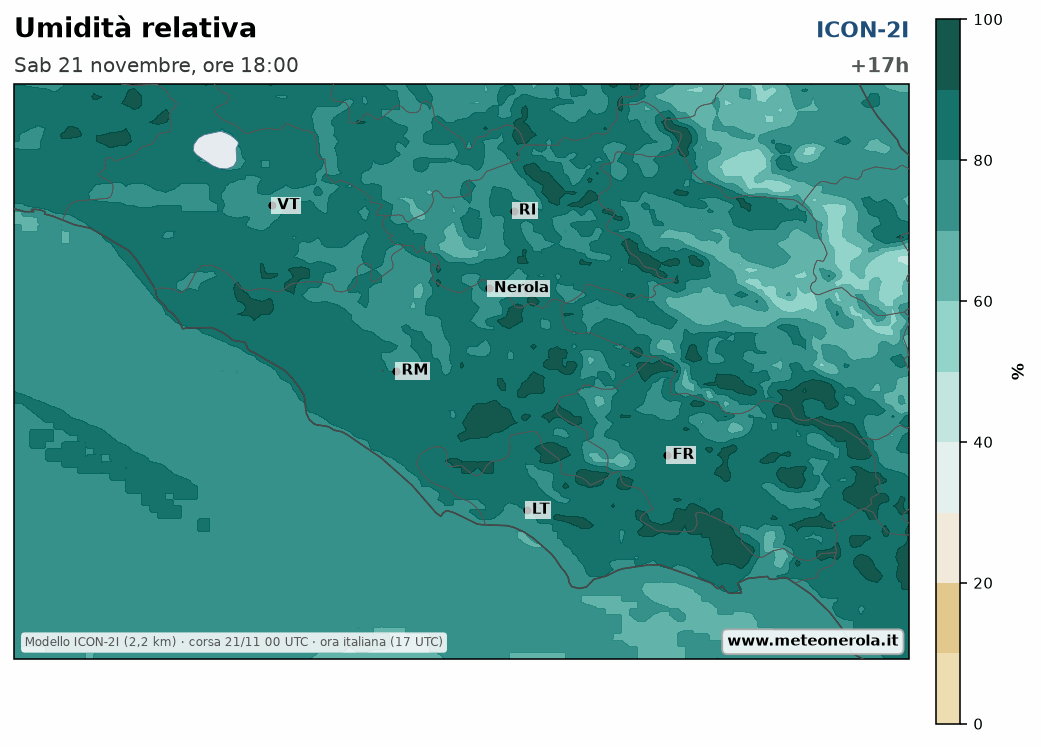 Umidità relativa
ICON-2I
Sab 21 novembre, ore 18:00
+17h
100
80
60
40
20
0
%
VT
RI
Nerola
RM
FR
LT
Modello ICON-2I (2,2 km) · corsa 21/11 00 UTC · ora italiana (17 UTC)
www.meteonerola.it